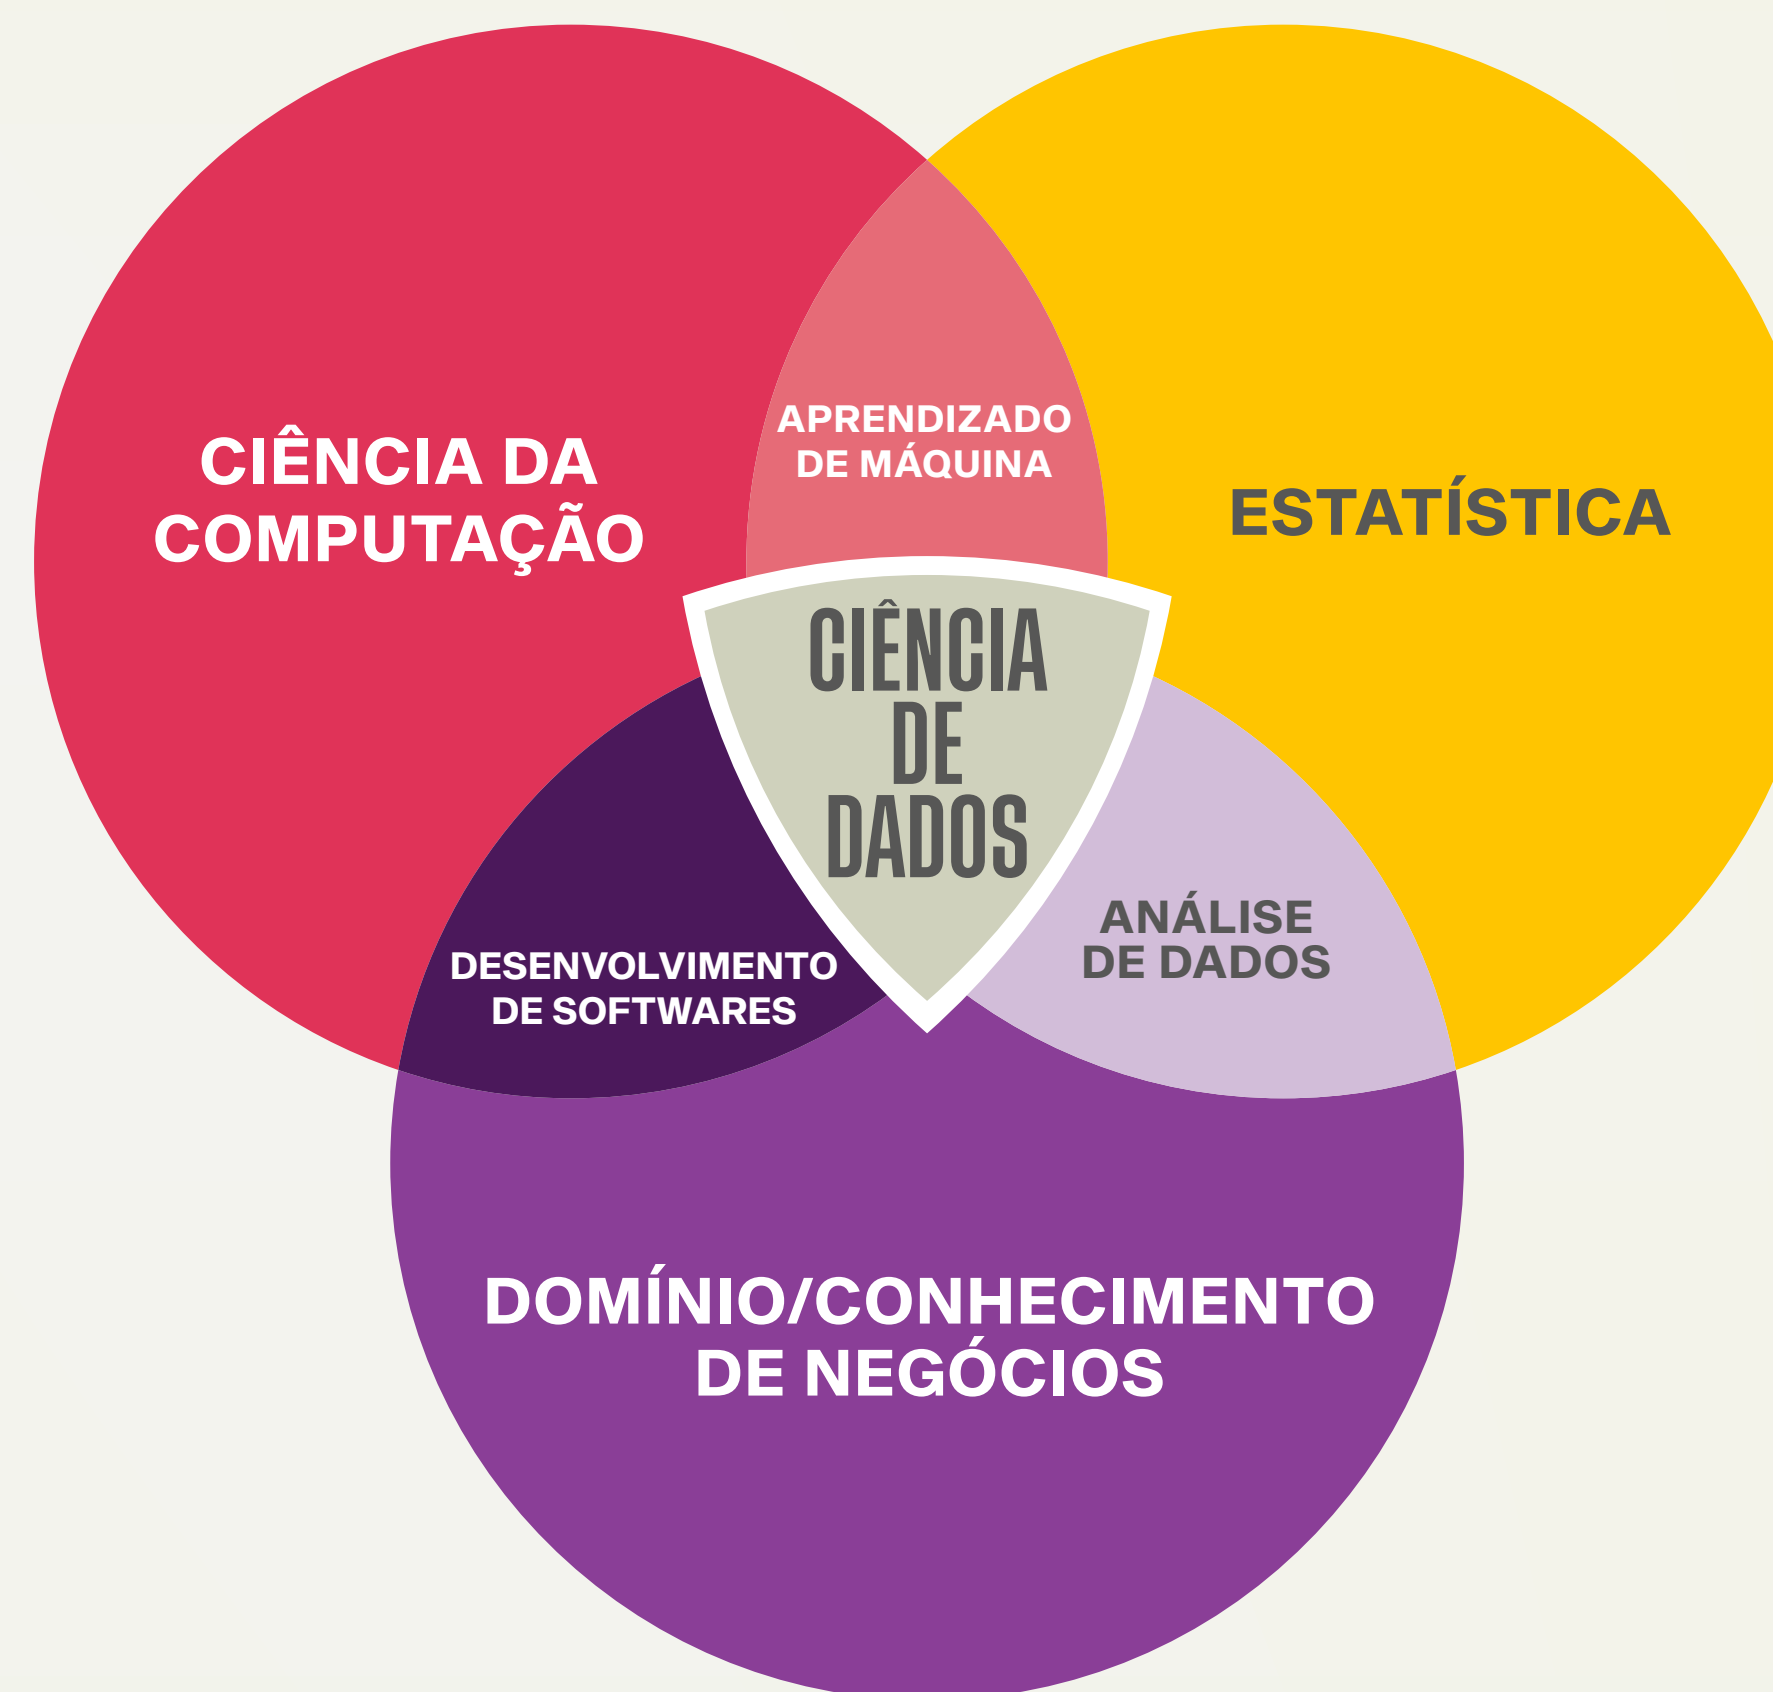 CIÊNCIA DA
COMPUTAÇÃO
APRENDIZADO
DE MÁQUINA
ESTATÍSTICA
CIÊNCIA
DE
DADOS
DESENVOLVIMENTO
DE SOFTWARES
ANÁLISE
DE DADOS
DOMÍNIO/CONHECIMENTO
DE NEGÓCIOS